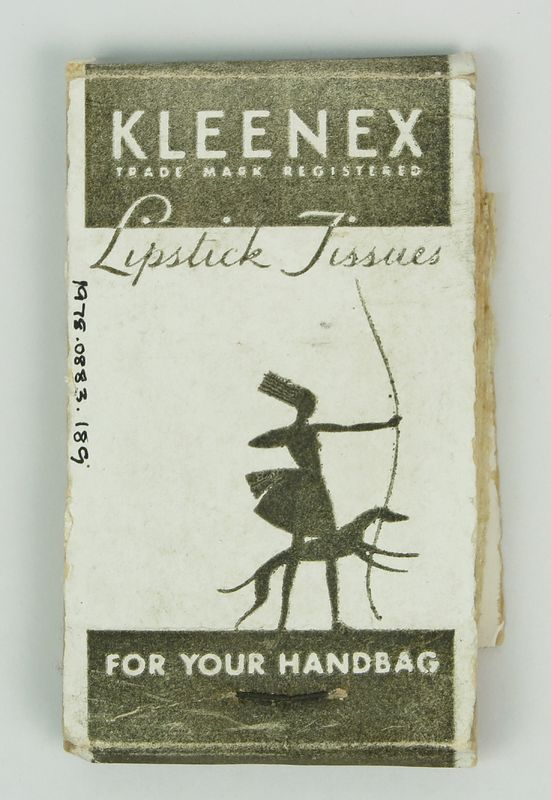 KLEENEX
TRADE MARK REGISTERED
Lipstick Tissues
1978.0883.189
FOR YOUR HANDBAG